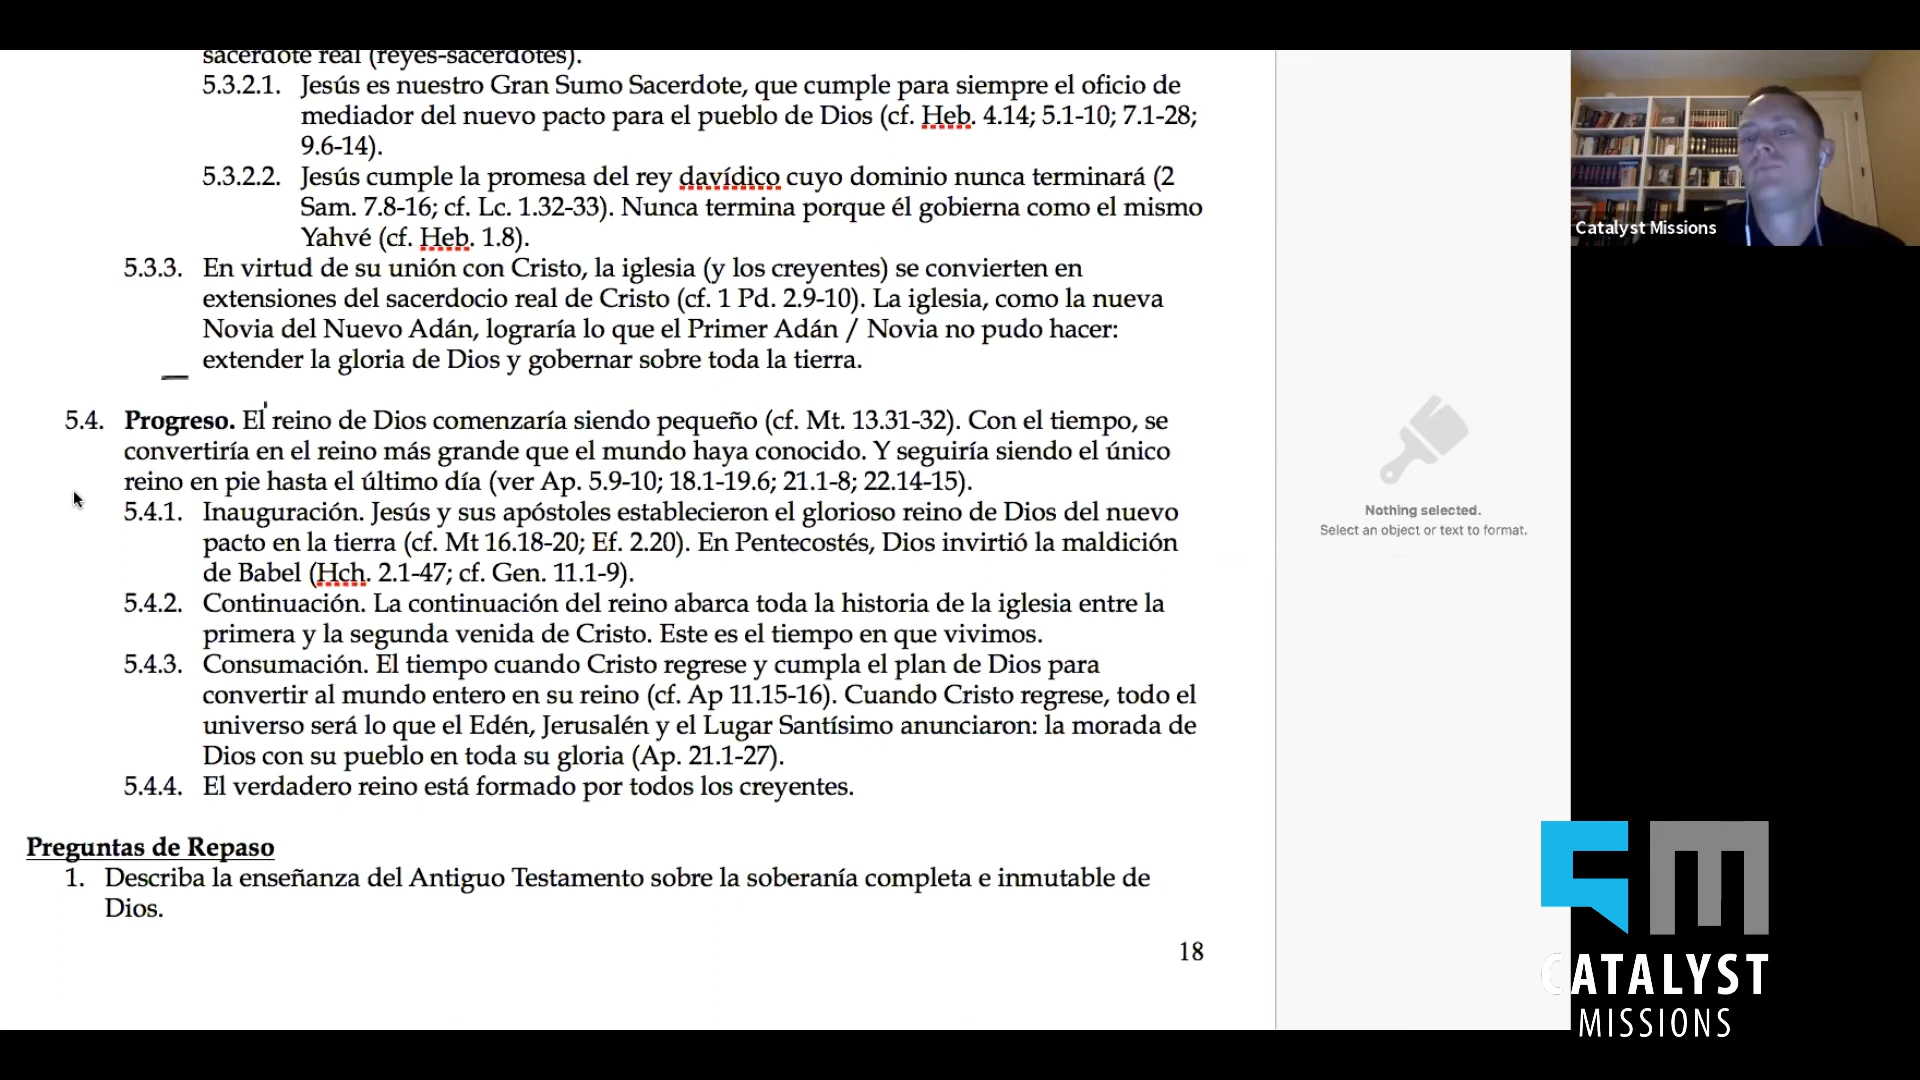 sacerdote real (reyes-sacerdotes).
5.3.2.1. Jesús es nuestro Gran Sumo Sacerdote, que cumple para siempre el oficio de
mediador del nuevo pacto para el pueblo de Dios (cf. Heb. 4.14; 5.1-10; 7.1-28;
9.6-14).
5.3.2.2. Jesús cumple la promesa del rey davídico cuyo dominio nunca terminará (2
Sam. 7.8-16; cf. Lc. 1.32-33). Nunca termina porque él gobierna como el mismo
Yahvé (cf. Heb. 1.8).
5.3.3. En virtud de su unión con Cristo, la iglesia (y los creyentes) se convierten en
extensiones del sacerdocio real de Cristo (cf. 1 Pd. 2.9-10). La iglesia, como la nueva
Novia del Nuevo Adán, lograría lo que el Primer Adán / Novia no pudo hacer:
extender la gloria de Dios y gobernar sobre toda la tierra.
5.4. Progreso. El reino de Dios comenzaría siendo pequeño (cf. Mt. 13.31-32). Con el tiempo, se
convertiría en el reino más grande que el mundo haya conocido. Y seguiría siendo el único
reino en pie hasta el último día (ver Ap. 5.9-10; 18.1-19.6; 21.1-8; 22.14-15).
5.4.1. Inauguración. Jesús y sus apóstoles establecieron el glorioso reino de Dios del nuevo
pacto en la tierra (cf. Mt 16.18-20; Ef. 2.20). En Pentecostés, Dios invirtió la maldición
de Babel (Hch. 2.1-47; cf. Gen. 11.1-9).
5.4.2. Continuación. La continuación del reino abarca toda la historia de la iglesia entre la
primera y la segunda venida de Cristo. Este es el tiempo en que vivimos.
5.4.3. Consumación. El tiempo cuando Cristo regrese y cumpla el plan de Dios para
convertir al mundo entero en su reino (cf. Ap 11.15-16). Cuando Cristo regrese, todo el
universo será lo que el Edén, Jerusalén y el Lugar Santísimo anunciaron: la morada de
Dios con su pueblo en toda su gloria (Ap. 21.1-27).
5.4.4. El verdadero reino está formado por todos los creyentes.
Preguntas de Repaso
1. Describa la enseñanza del Antiguo Testamento sobre la soberanía completa e inmutable de
Dios.
18
Nothing selected.
Select an object or text to format.
Catalyst Missions
CATALYST
MISSIONS